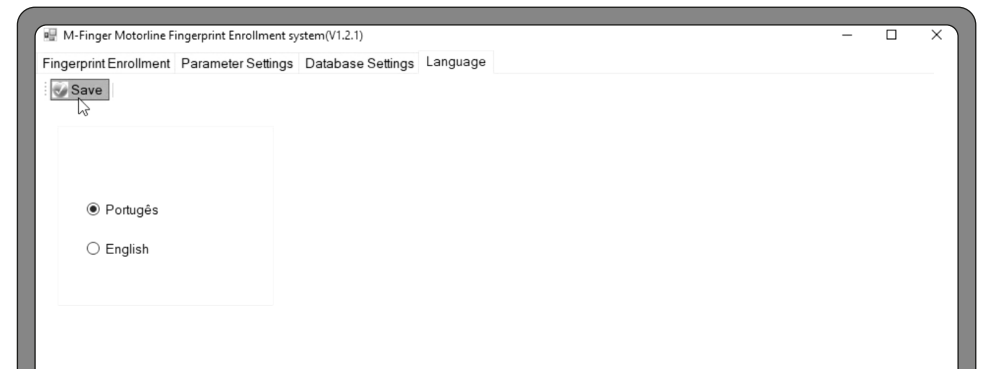 M-Finger Motorline Fingerprint Enrollment system(V1.2.1)
Fingerprint Enrollment Parameter Settings Database Settings Language
Save
Portugês
English